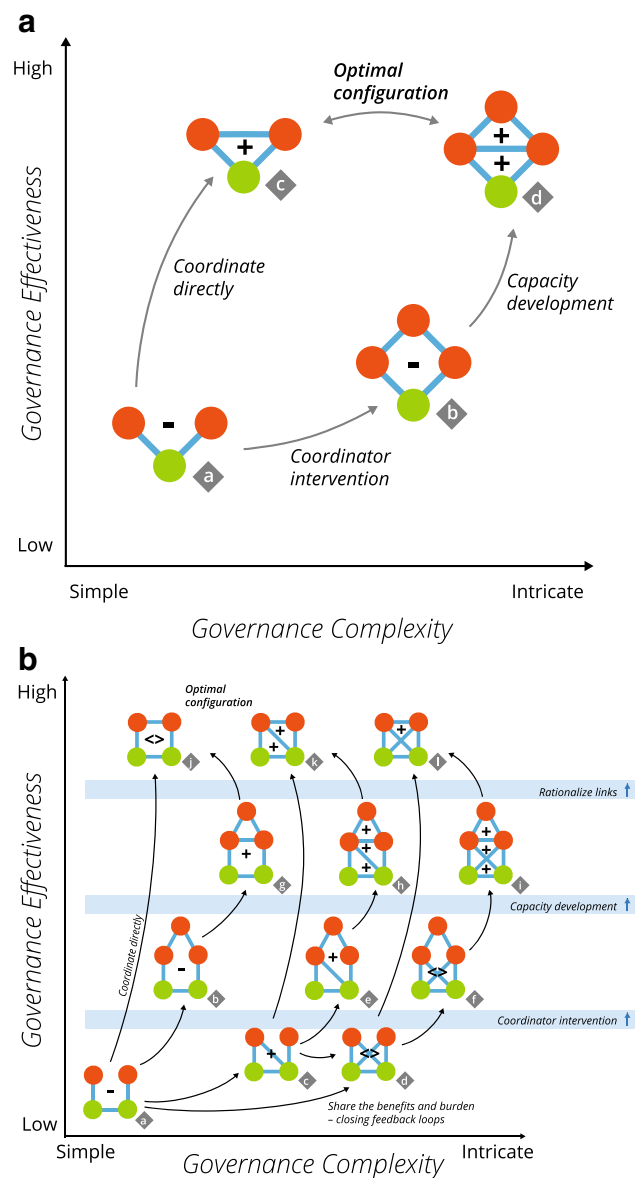 a
High
Optimal
configuration
+
+
+
c
d
Governance Effectiveness
Coordinate
directly
Capacity
development
-
-
b
a
Coordinator
intervention
Low
Simple
Intricate
Governance Complexity
b
High
Optimal
configuration
<>
+
+
+
j
k
l
Rationalize links
+
+
+
+
+
+
+
g
h
i
Capacity development
Governance Effectiveness
Coordinate directly
-
+
<>
b
e
f
Coordinator intervention
-
+
<>
a
c
d
Share the benefits and burden
– closing feedback loops
Low
Simple
Intricate
Governance Complexity